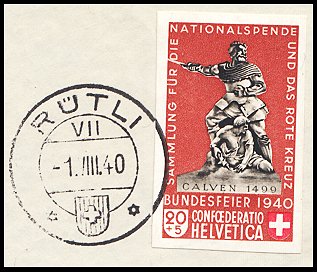 RÜTLI
VII
-1.VIII.40
SAMMLUNG FÜR DIE NATIONALSPENDE UND DAS ROTE KREUZ
CALVEN 1499
BUNDESFEIER 1940
20+5
CONFŒDERATIO
HELVETICA